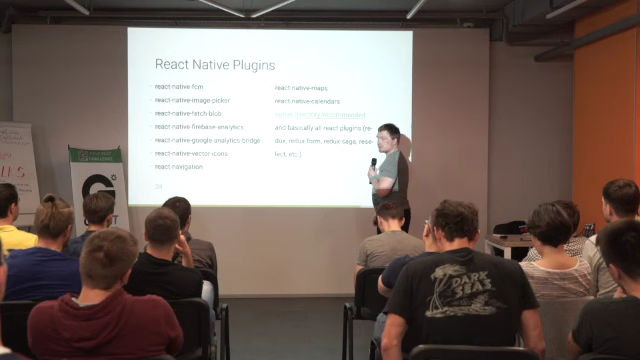 React Native Plugins
react-native-fcm
react-native-image-picker
react-native-fetch-blob
react-native-firebase-analytics
react-native-google-analytics-bridge
react-native-vector-icons
react-navigation
react-native-maps
react-native-calendars
and basically all react plugins (re-
dux, redux-form, redux-saga, rese-
lect, etc.)
24
DARK
SEAS